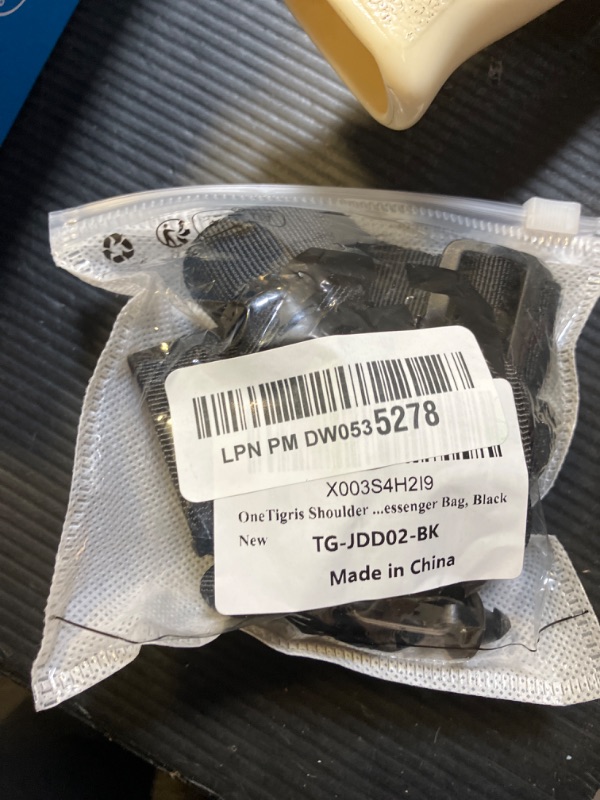 LPN PM DW0535278
X003S4H2I9
OneTigris Shoulder ...essenger Bag, Black
New
TG-JDD02-BK
Made in China